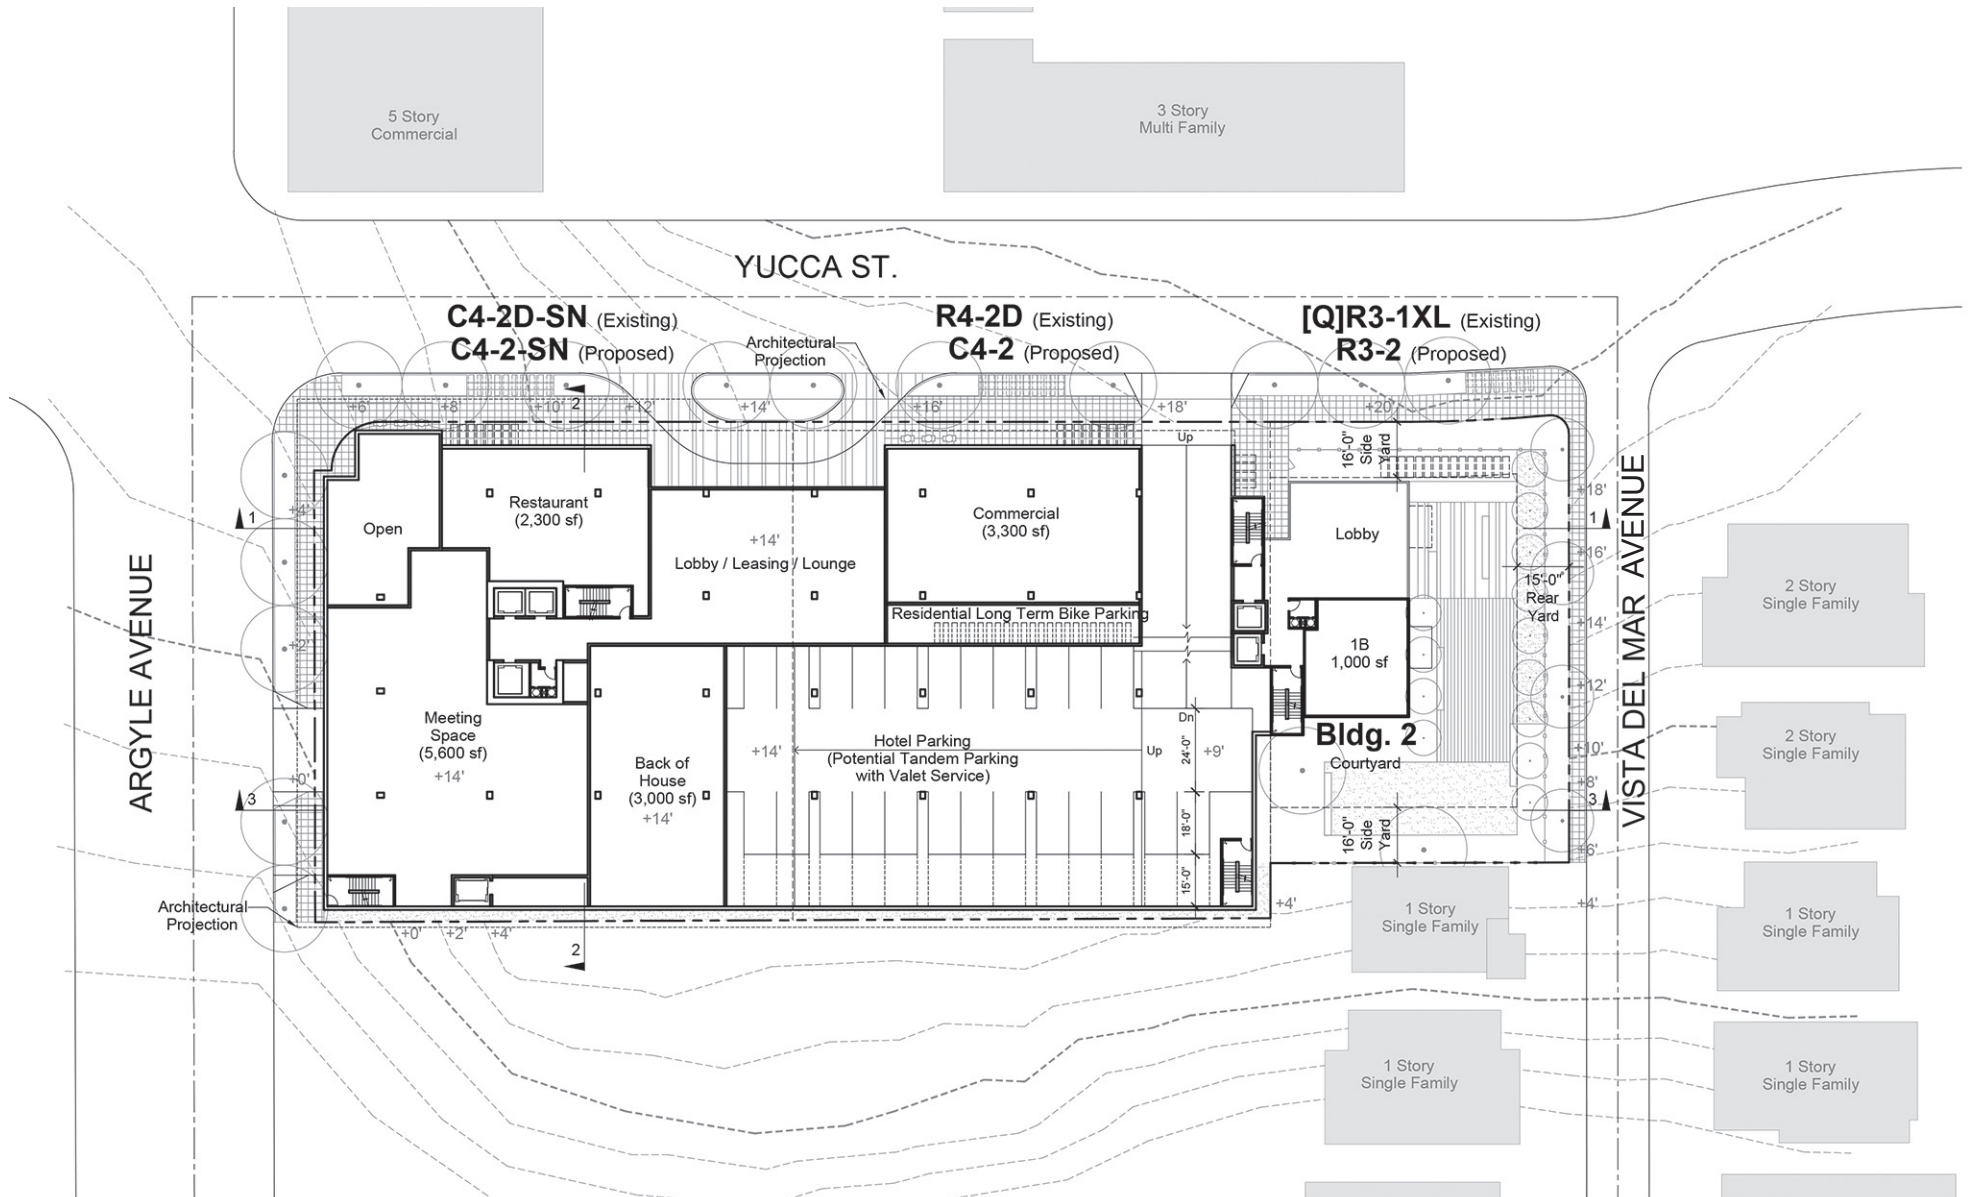 5 Story
Commercial
3 Story
Multi Family
YUCCA ST.
C4-2D-SN (Existing)
C4-2-SN (Proposed)
Architectural
Projection
R4-2D (Existing)
C4-2 (Proposed)
[Q]R3-1XL (Existing)
R3-2 (Proposed)
+6'
+8'
+10'
2
+12'
+14'
+16'
+18'
+20'
Up
16'-0"
Side
Yard
+4'
1
Open
Restaurant
(2,300 sf)
+14'
Lobby / Leasing / Lounge
Commercial
(3,300 sf)
Residential Long Term Bike Parking
Lobby
+18'
1
+16'
15'-0"
Rear
Yard
+14'
+12'
+10'
+8'
3
+6'
+4'
ARGYLE AVENUE
VISTA DEL MAR AVENUE
2 Story
Single Family
+2'
1B
1,000 sf
Bldg. 2
Courtyard
Meeting
Space
(5,600 sf)
+14'
Back of
House
(3,000 sf)
+14'
+14'
Hotel Parking
(Potential Tandem Parking
with Valet Service)
Up
Dn
24'-0"
+9'
18'-0"
15'-0"
16'-0"
Side
Yard
+0'
3
2 Story
Single Family
Architectural
Projection
+0'
+2'
+4'
2
+4'
1 Story
Single Family
1 Story
Single Family
1 Story
Single Family
1 Story
Single Family